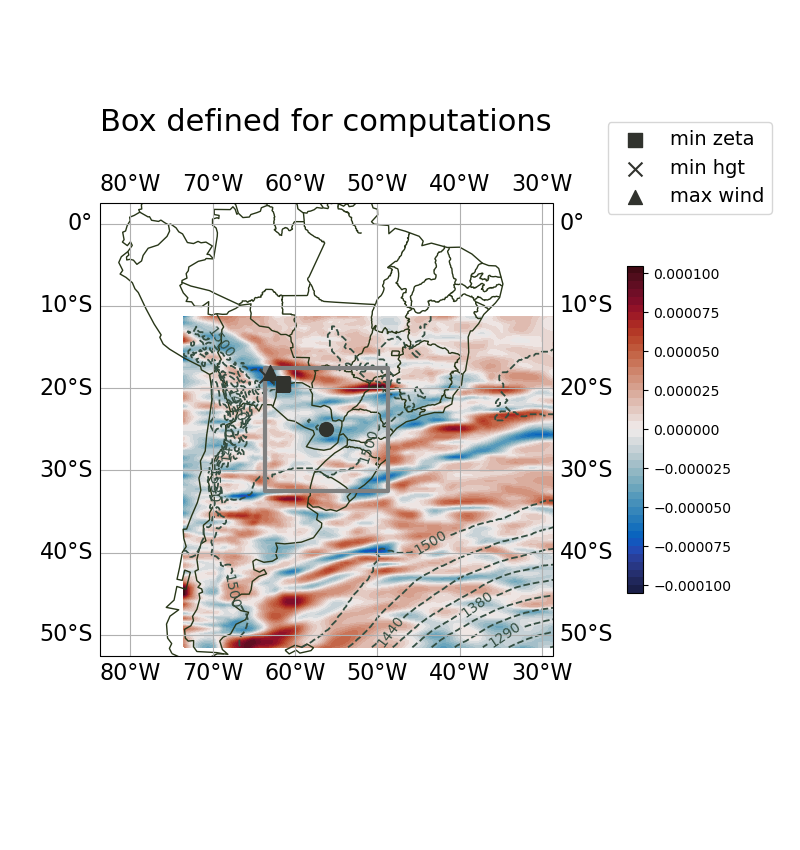 Box defined for computations
min zeta
min hgt
max wind
80°W 70°W 60°W 50°W 40°W 30°W
0° 0°
10°S 10°S
20°S 20°S
30°S 30°S
40°S 40°S
50°S 50°S
80°W 70°W 60°W 50°W 40°W 30°W
1500
1500
1440
1380
1290
0.000100
0.000075
0.000050
0.000025
0.000000
−0.000025
−0.000050
−0.000075
−0.000100